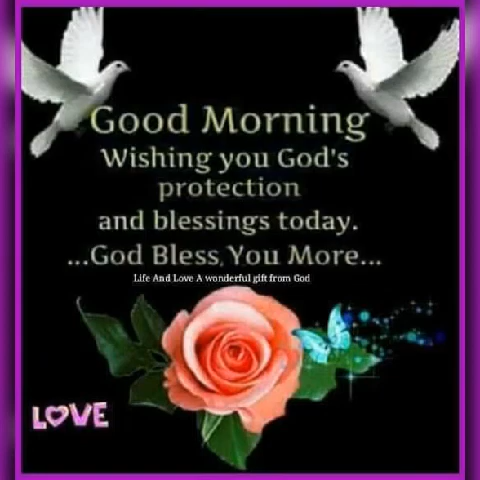 Good Morning
Wishing you God's
protection
and blessings today.
...God Bless You More...
Life And Love A wonderful gift from God
LOVE